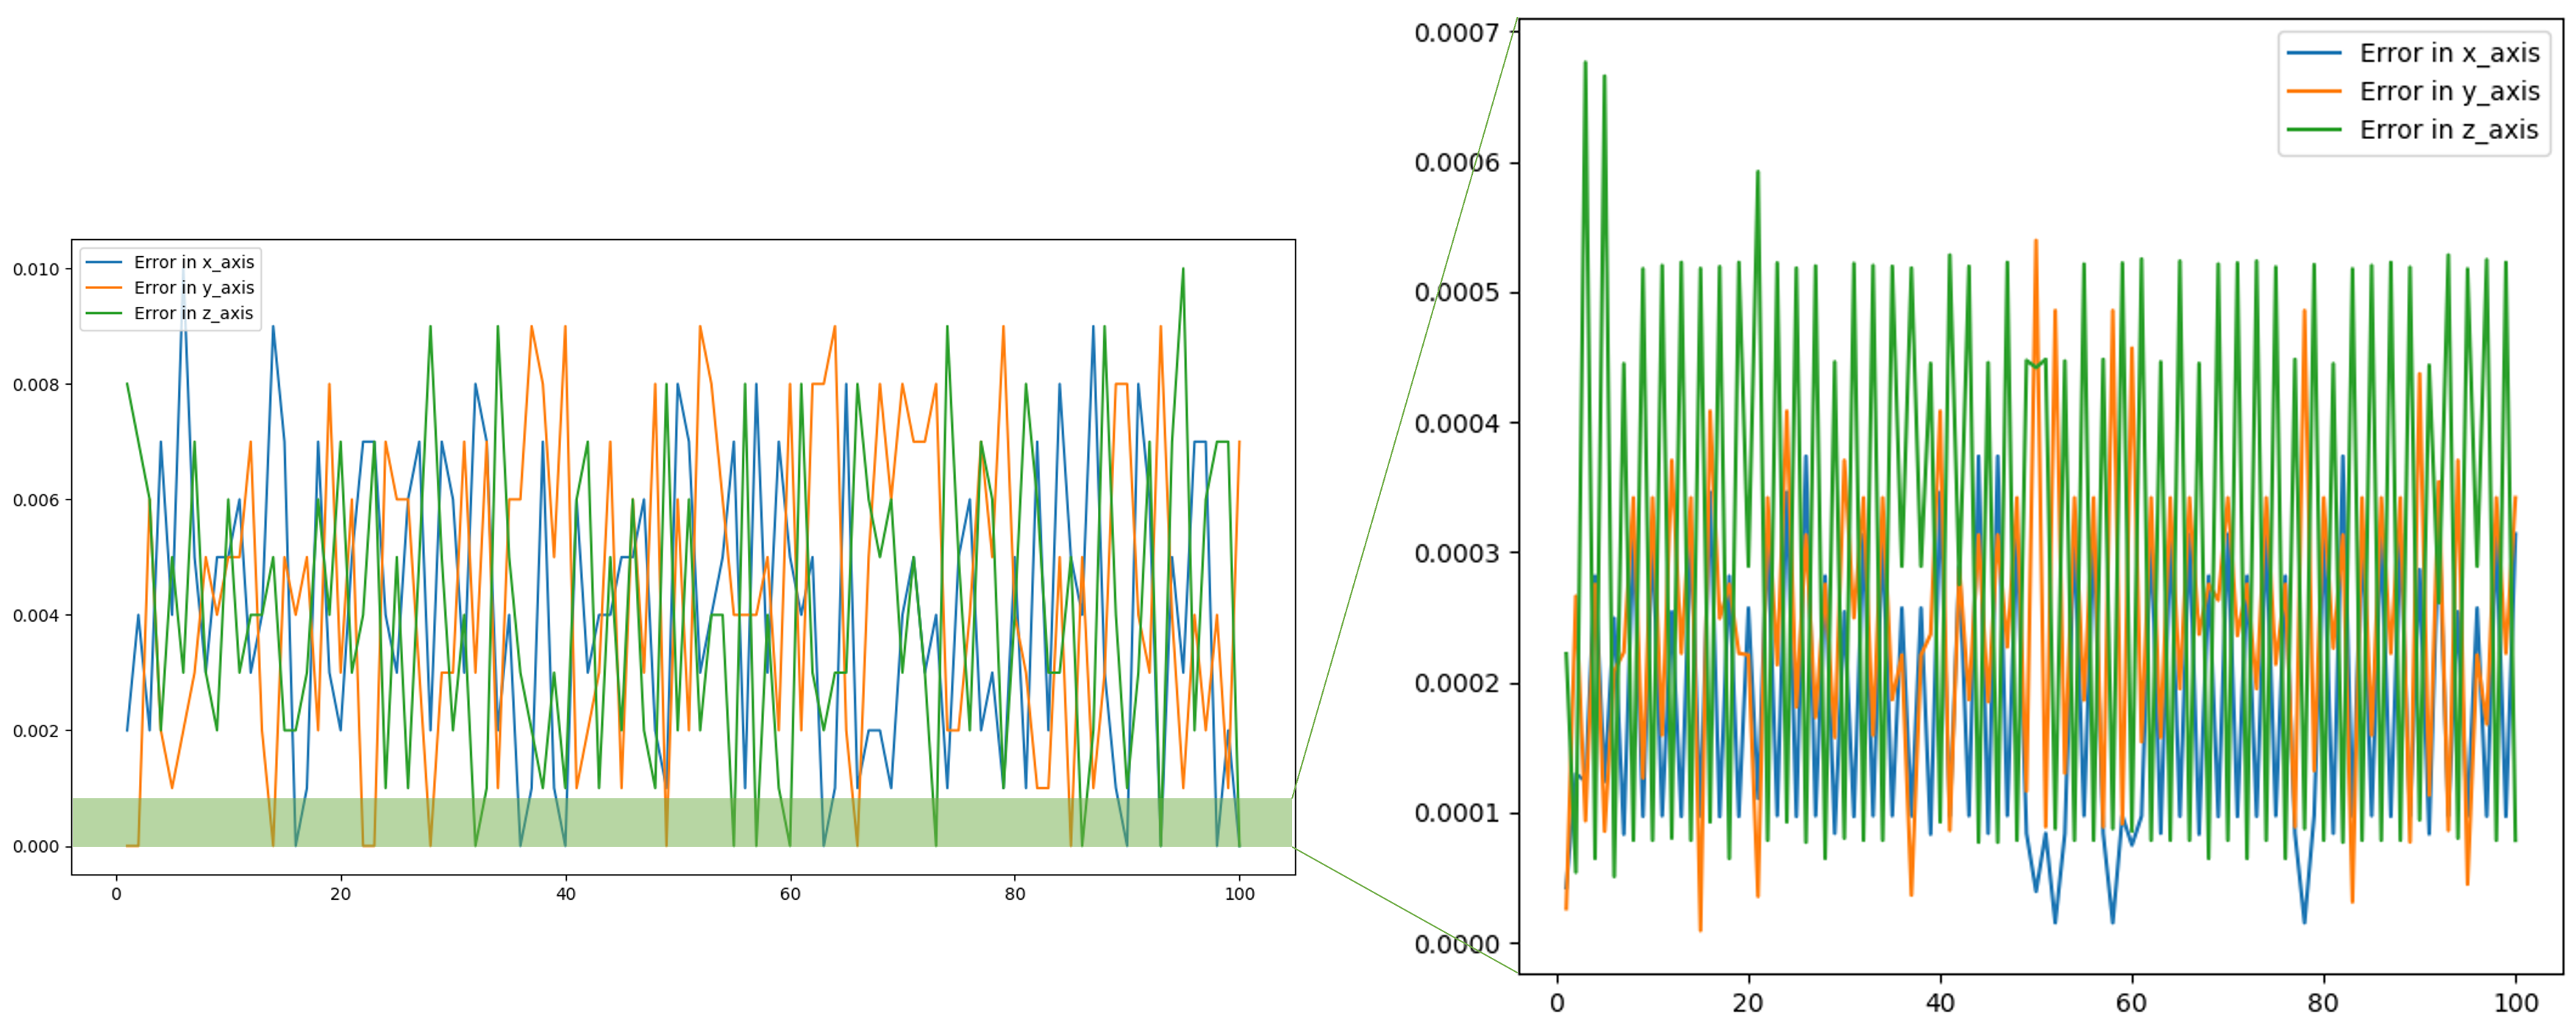 Error in x_axis
Error in y_axis
Error in z_axis
0.010
0.008
0.006
0.004
0.002
0.000
0 20 40 60 80 100
Error in x_axis
Error in y_axis
Error in z_axis
0.0007
0.0006
0.0005
0.0004
0.0003
0.0002
0.0001
0.0000
0 20 40 60 80 100